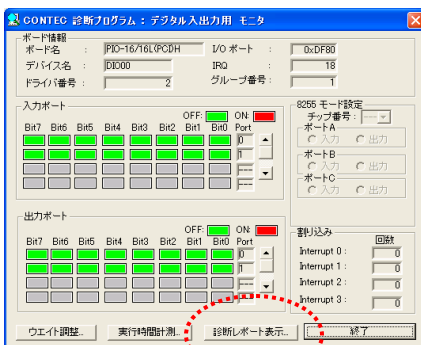 CONTEC 診断プログラム : デジタル入出力用 モニタ
ボード情報
ボード名 : PIO-16/16L(PCI)H I/O ポート : 0xDF80
デバイス名 : DIO00 IRQ : 18
ドライバ番号 : 2 グループ番号 : 1
入力ポート
OFF: ON:
Bit7 Bit6 Bit5 Bit4 Bit3 Bit2 Bit1 Bit0 Port
0
1
---
---
8255 モード設定
チップ番号 : ---
ポートA
入力 出力
ポートB
入力 出力
ポートC
入力 出力
出力ポート
OFF: ON:
Bit7 Bit6 Bit5 Bit4 Bit3 Bit2 Bit1 Bit0 Port
0
1
---
---
割り込み
回数
Interrupt 0 : 0
Interrupt 1 : 0
Interrupt 2 : 0
Interrupt 3 : 0
ウエイト調整... 実行時間計測... 診断レポート表示... 終了